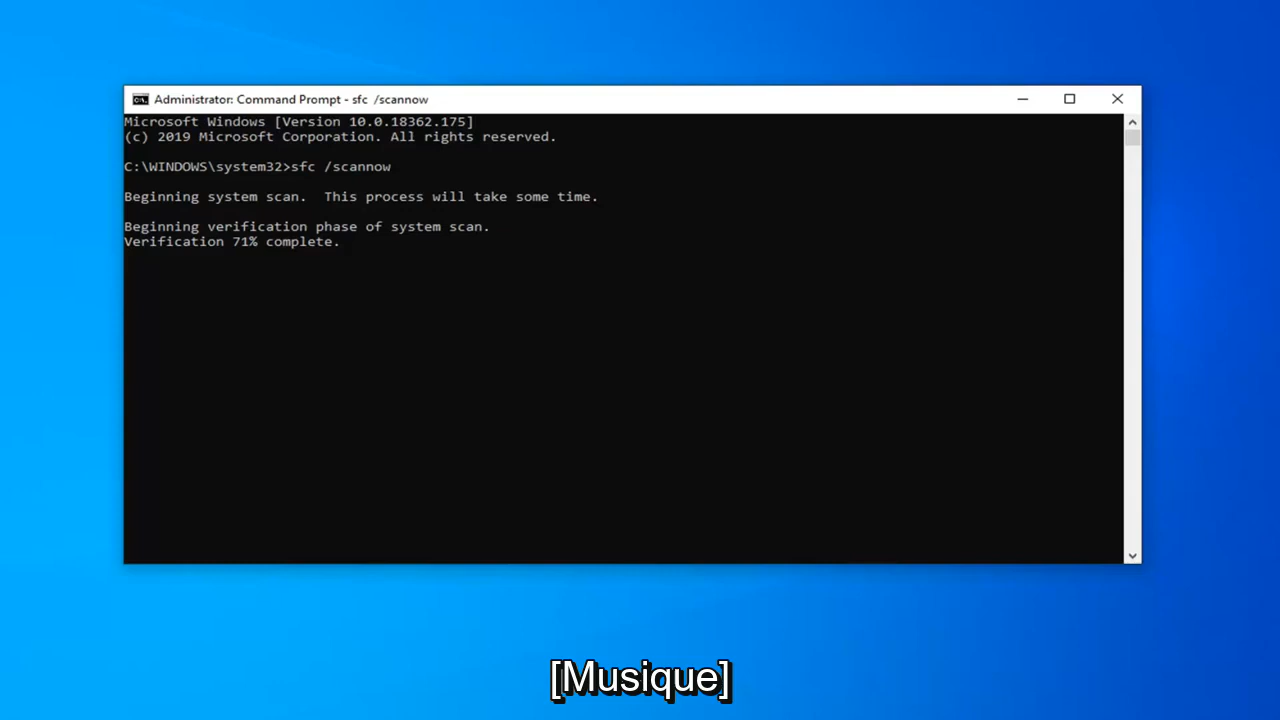 Administrator: Command Prompt - sfc  /scannow
Microsoft Windows [Version 10.0.18362.175]
(c) 2019 Microsoft Corporation. All rights reserved.
C:\WINDOWS\system32>sfc /scannow
Beginning system scan.  This process will take some time.
Beginning verification phase of system scan.
Verification 71% complete.
[Musique]